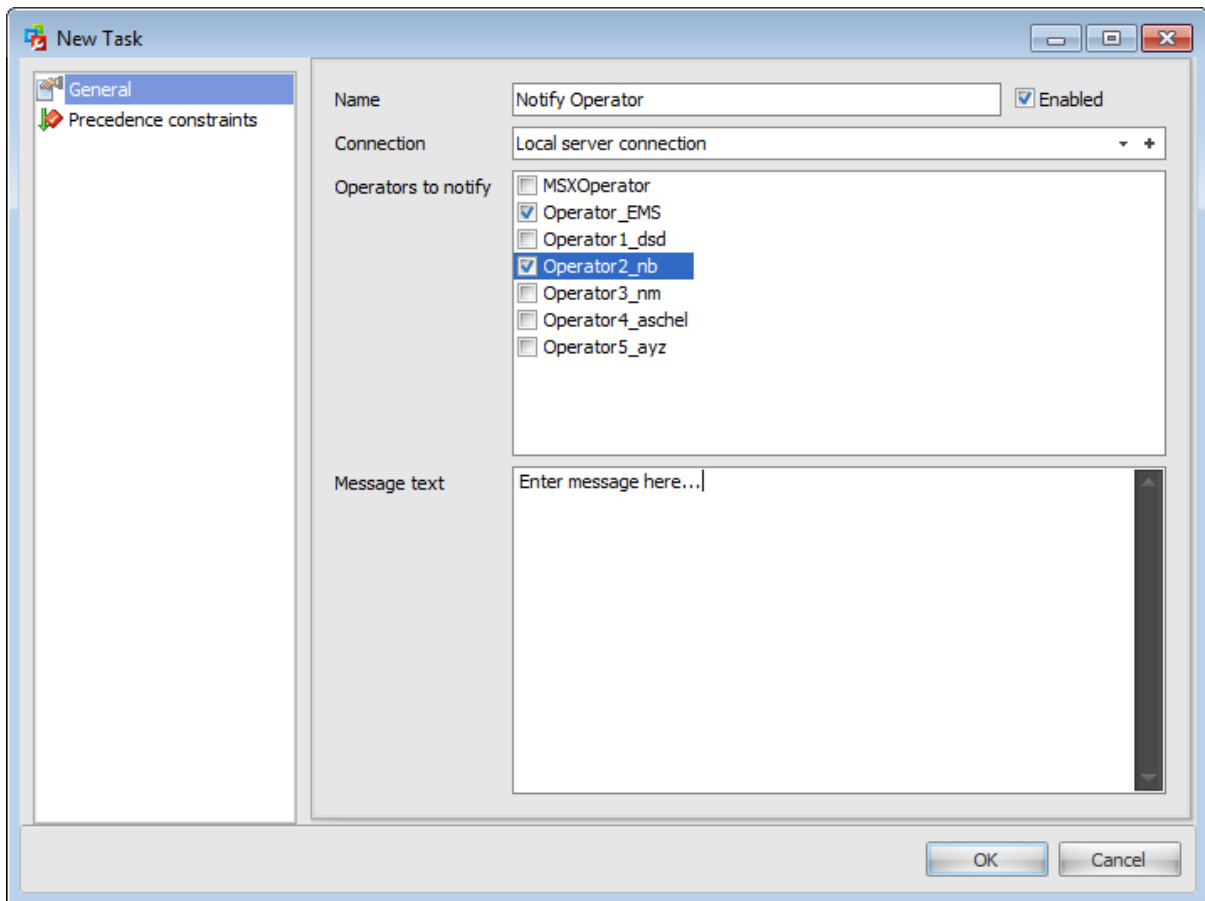 New Task
General
Precedence constraints
Name
Notify Operator
Enabled
Connection
Local server connection
Operators to notify
MSXOperator
Operator_EMS
Operator1_dsd
Operator2_nb
Operator3_nm
Operator4_aschel
Operator5_ayz
Message text
Enter message here...
OK
Cancel